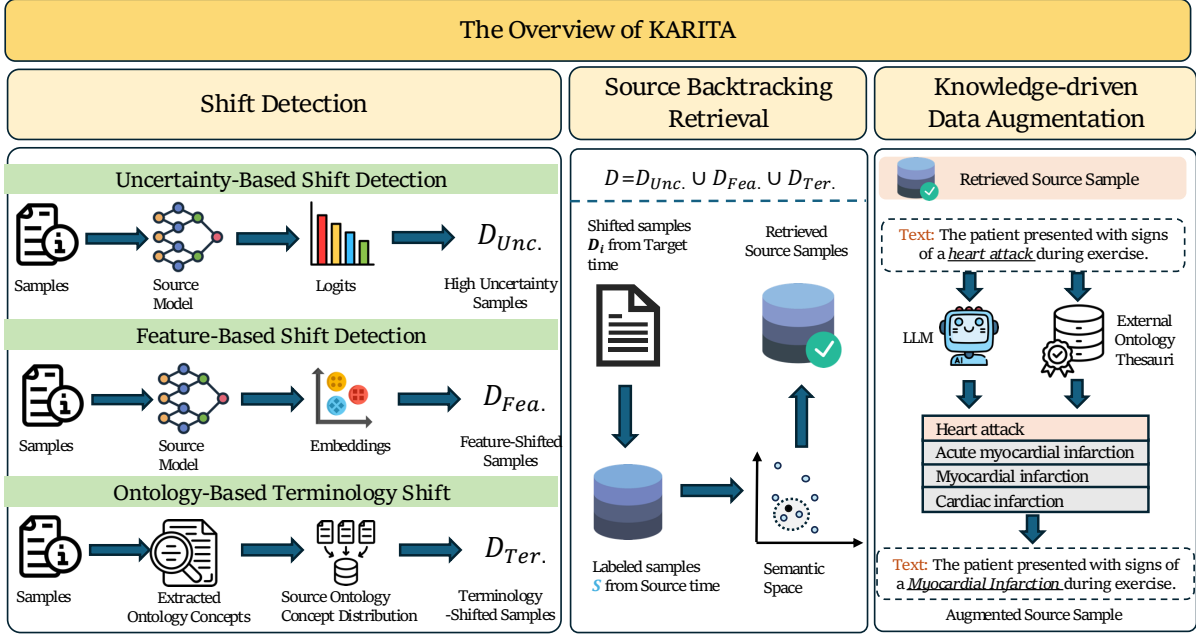 The Overview of KARITA
Shift Detection
Uncertainty-Based Shift Detection
Samples
Source
Model
Logits
D_Unc.
High Uncertainty
Samples
Feature-Based Shift Detection
Samples
Source
Model
Embeddings
D_Fea.
Feature-Shifted
Samples
Ontology-Based Terminology Shift
Samples
Extracted
Ontology Concepts
Source Ontology
Concept Distribution
D_Ter.
Terminology
-Shifted Samples
Source Backtracking
Retrieval
D=D_Unc. ∪ D_Fea. ∪ D_Ter.
Shifted samples
D_t from Target
time
Retrieved
Source Samples
Labeled samples
S from Source time
Semantic
Space
Knowledge-driven
Data Augmentation
Retrieved Source Sample
Text: The patient presented with signs
of a heart attack during exercise.
LLM
AI
External
Ontology
Thesauri
Heart attack
Acute myocardial infarction
Myocardial infarction
Cardiac infarction
Text: The patient presented with signs of
a Myocardial Infarction during exercise.
Augmented Source Sample